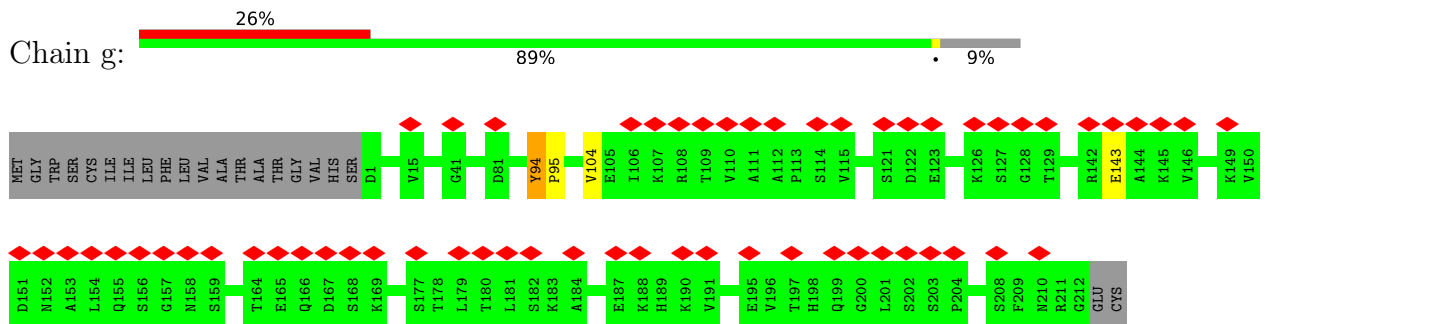 26%
Chain g:
89%
•
9%
MET GLY TRP SER CYS ILE ILE LEU PHE LEU VAL ALA THR ALA THR GLY VAL HIS SER D1 V15 G41 D81 Y94 P95 V104 E105 I106 K107 R108 T109 V110 A111 A112 P113 S114 V115 S121 D122 E123 K126 S127 G128 T129 R142 E143 A144 K145 V146 K149 V150
D151 N152 A153 L154 Q155 S156 G157 N158 S159 T164 E165 Q166 D167 S168 K169 S177 T178 L179 T180 L181 S182 K183 A184 E187 K188 H189 K190 V191 E195 V196 T197 H198 Q199 G200 L201 S202 S203 P204 S208 F209 N210 R211 G212 GLU CYS